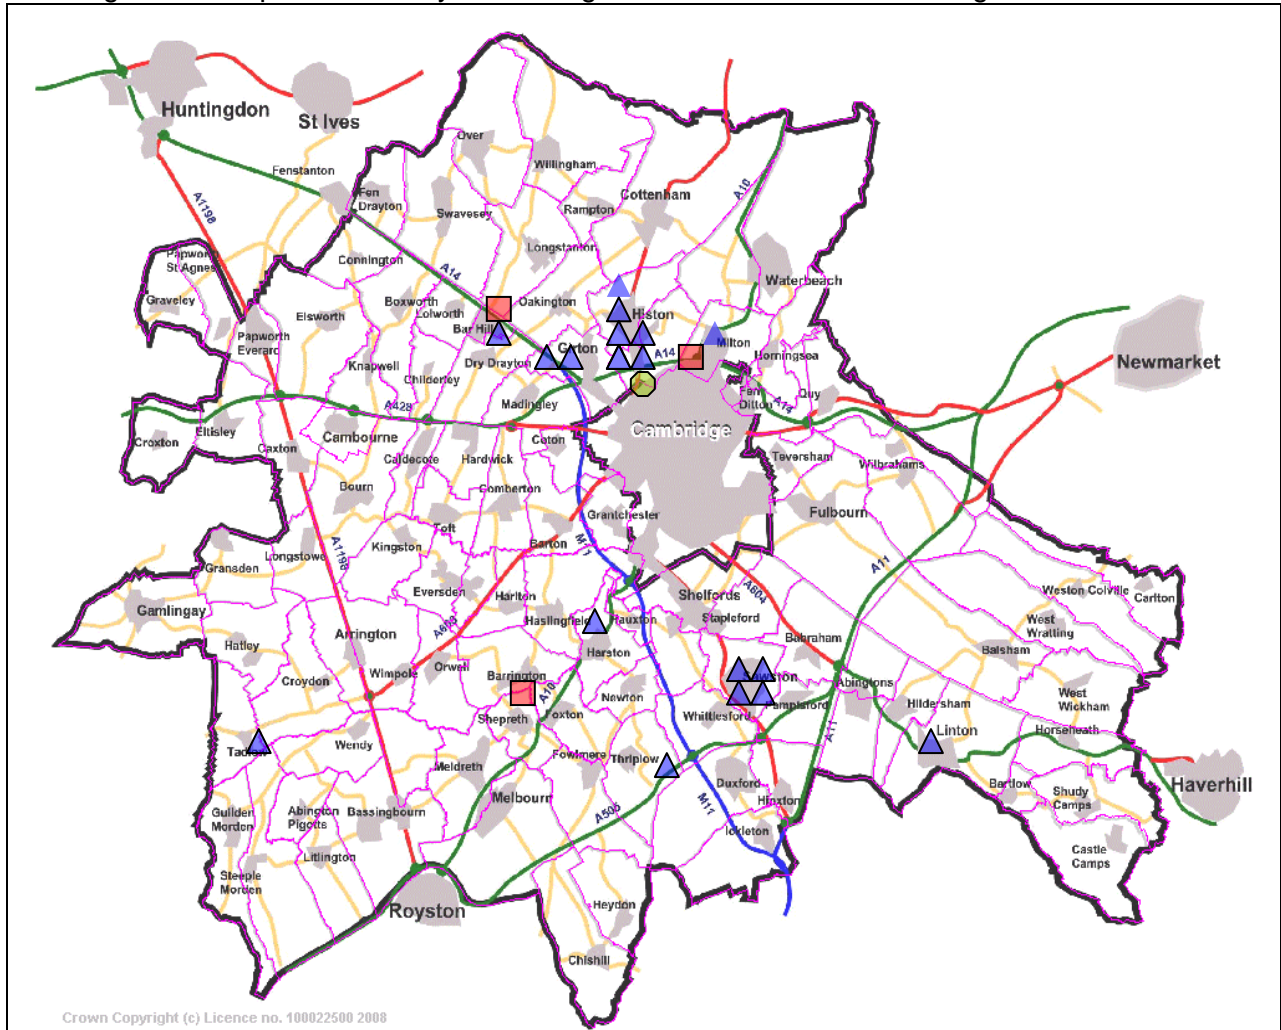 Huntingdon
St Ives
Over
Willingham
Fenstanton
Fen
Drayton
Cottenham
A10
A1198
Swavesey
Rampton
Longstanton
Papworth
St Agnes
Connington
A14
Waterbeach
Graveley
Elsworth
Boxworth
Lolworth
Oakington
Histon
Bar Hill
Papworth
Everard
Girton
A14
Milton
Horningsea
Newmarket
Knapwell
Dry Drayton
Childerley
Madingley
Fen
Ditton
Quy
A14
A428
Croxton
Eltisley
Caxton
Cambourne
Coton
Cambridge
Caldecote
Hardwick
Teversham
Wilbrahams
Bourn
Comberton
Grantchester
Fulbourn
Toft
Longstowe
Kingston
Barton
M11
A1198
Gransden
A11
Eversden
Harlton
Shelfords
A604
Weston Colville
Carlton
Gamlingay
Haslingfield
Hauxton
Stapleford
West
Wratting
Arrington
A603
Hatley
Harston
Babraham
Balsham
Orwell
Wimpole
Croydon
Barrington
Abingtons
A10
Newton
Pampisford
Hildersham
West
Wickham
Shepreth
Foxton
Whittlesford
Linton
Horseheath
A11
Tadlow
Wendy
Fowlmere
Thriplow
Meldreth
Duxford
Bartlow
Haverhill
Melbourn
Shudy
Camps
Guilden
Morden
Abington
Pigotts
Bassingbourn
A505
M11
Hinxton
Ickleton
Litlington
Castle
Camps
Steeple
Morden
Royston
Heydon
Chishill
Crown Copyright (c) Licence no. 100022500 2008